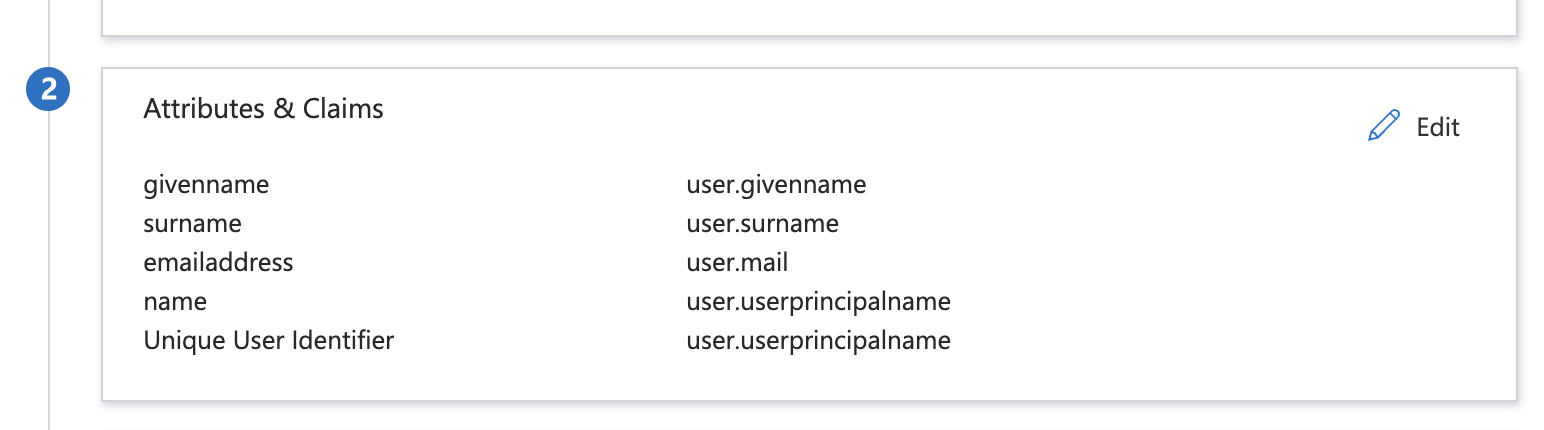 2
Attributes & Claims
Edit
givenname user.givenname
surname user.surname
emailaddress user.mail
name user.userprincipalname
Unique User Identifier user.userprincipalname